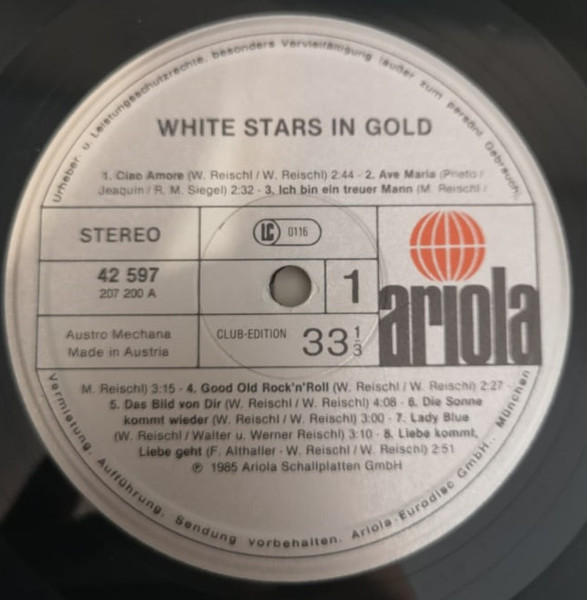 Urheber- u. Leistungsschutzrechte, besonders Vervielfältigung (außer zum persönl. Gebrauch),
WHITE STARS IN GOLD
1. Ciao Amore (W. Reischl / W. Reischl) 2:44 · 2. Ave Maria (Prieto /
Joaquin / R. M. Siegel) 2:32 · 3. Ich bin ein treuer Mann (M. Reischl /
STEREO
LC 0116
42 597
207 200 A
1
ariola
Austro Mechana
Made in Austria
CLUB-EDITION
33 1/3
M. Reischl) 3:15 · 4. Good Old Rock'n'Roll (W. Reischl / W. Reischl) 2:27 ·
5. Das Bild von Dir (W. Reischl / W. Reischl) 4:08 · 6. Die Sonne
kommt wieder (W. Reischl / W. Reischl) 3:00 · 7. Lady Blue
(W. Reischl / Walter u. Werner Reischl) 3:10 · 8. Liebe kommt,
Liebe geht (F. Althaller · W. Reischl / W. Reischl) 2:51
℗ 1985 Ariola Schallplatten GmbH
Vermietung, Aufführung, Sendung vorbehalten. Ariola-Eurodisc GmbH., München